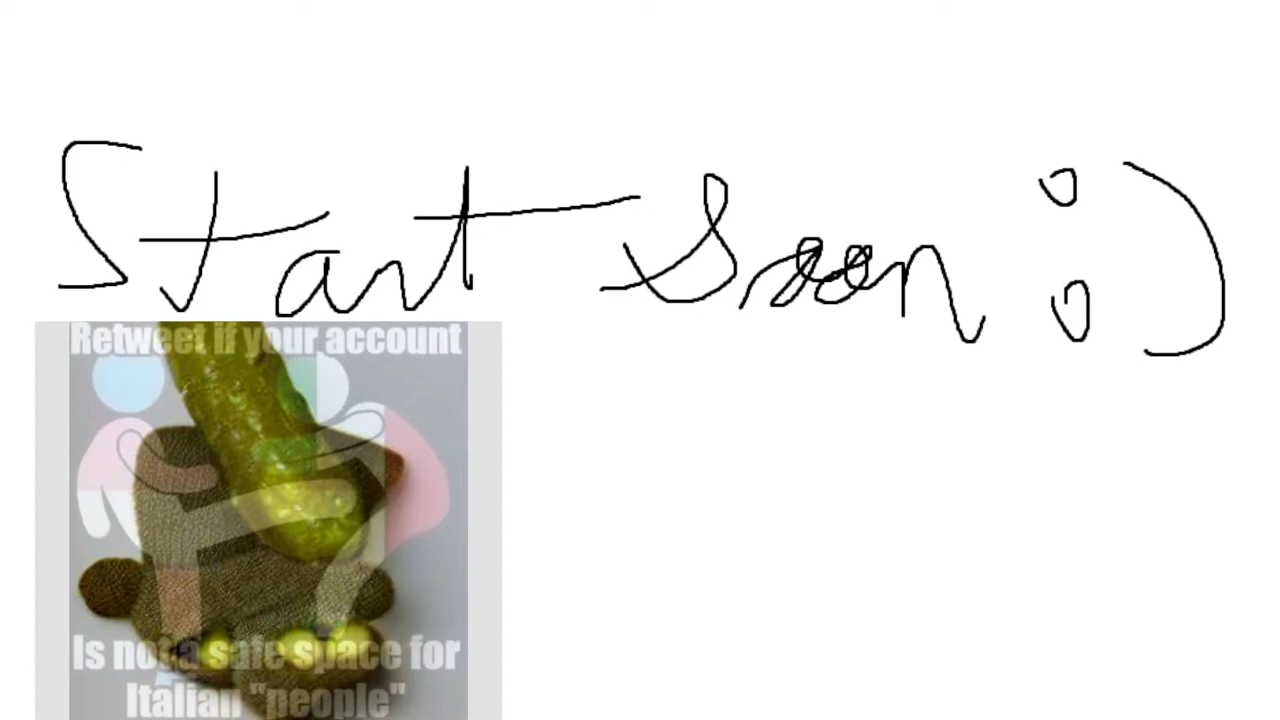 Start Soon :)
Retweet if your account
Is not a safe space for
Italian "people"